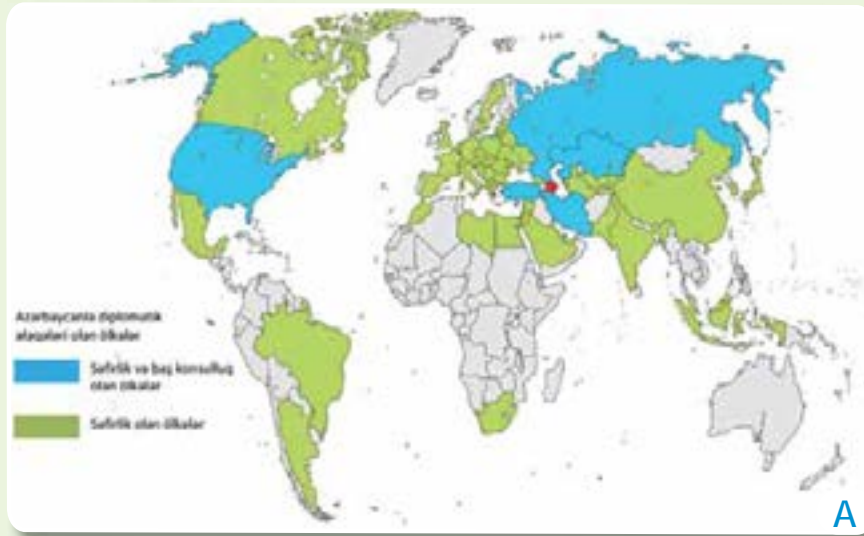 Azərbaycanla diplomatik
əlaqələri olan ölkələr
Səfirlik və baş konsulluq
olan ölkələr
Səfirlik olan ölkələr
A